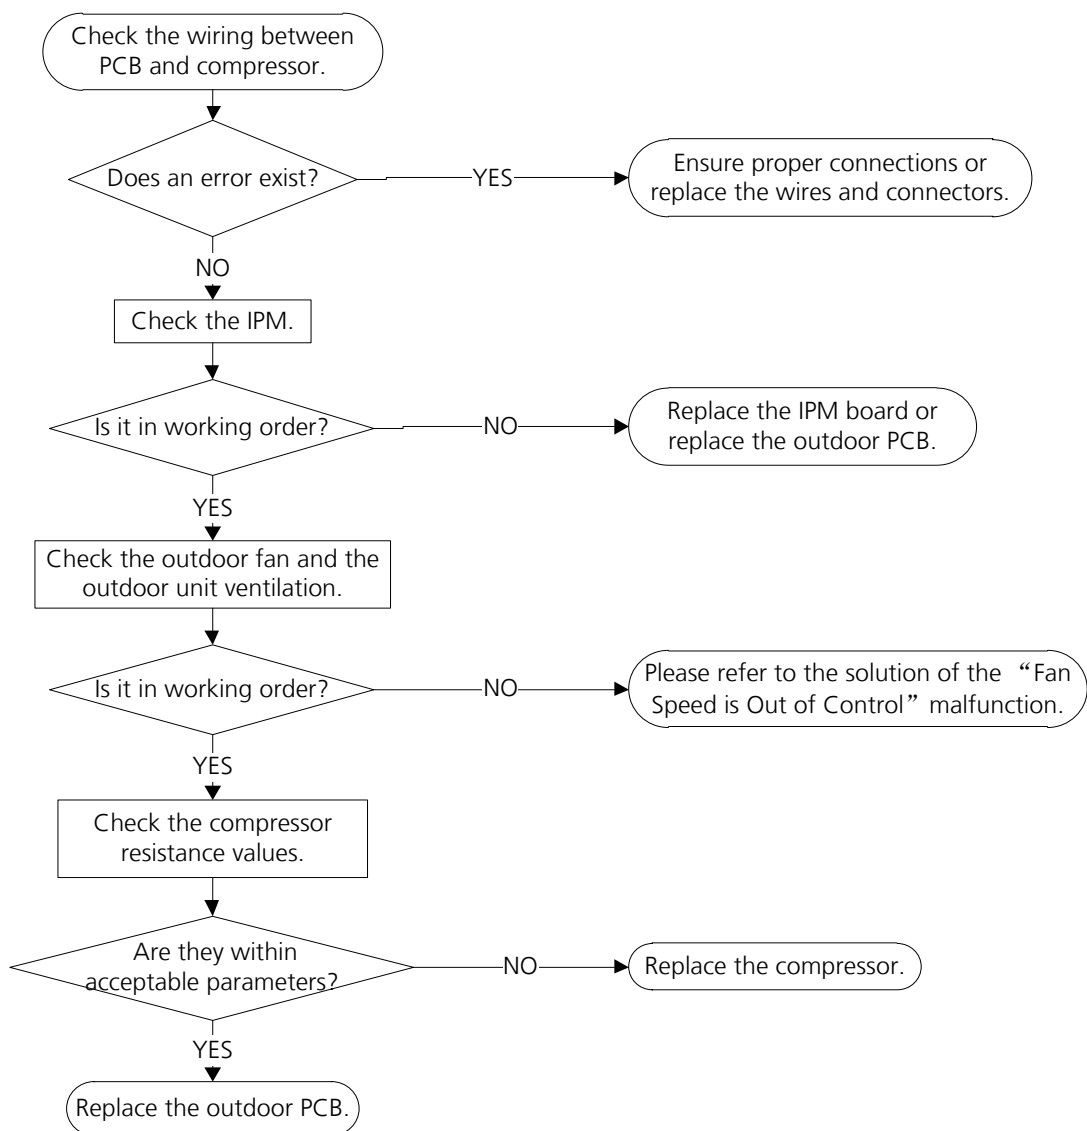 Check the wiring between
PCB and compressor.
Does an error exist?
YES
Ensure proper connections or
replace the wires and connectors.
NO
Check the IPM.
Is it in working order?
NO
Replace the IPM board or
replace the outdoor PCB.
YES
Check the outdoor fan and the
outdoor unit ventilation.
Is it in working order?
NO
Please refer to the solution of the “Fan
Speed is Out of Control” malfunction.
YES
Check the compressor
resistance values.
Are they within
acceptable parameters?
NO
Replace the compressor.
YES
Replace the outdoor PCB.